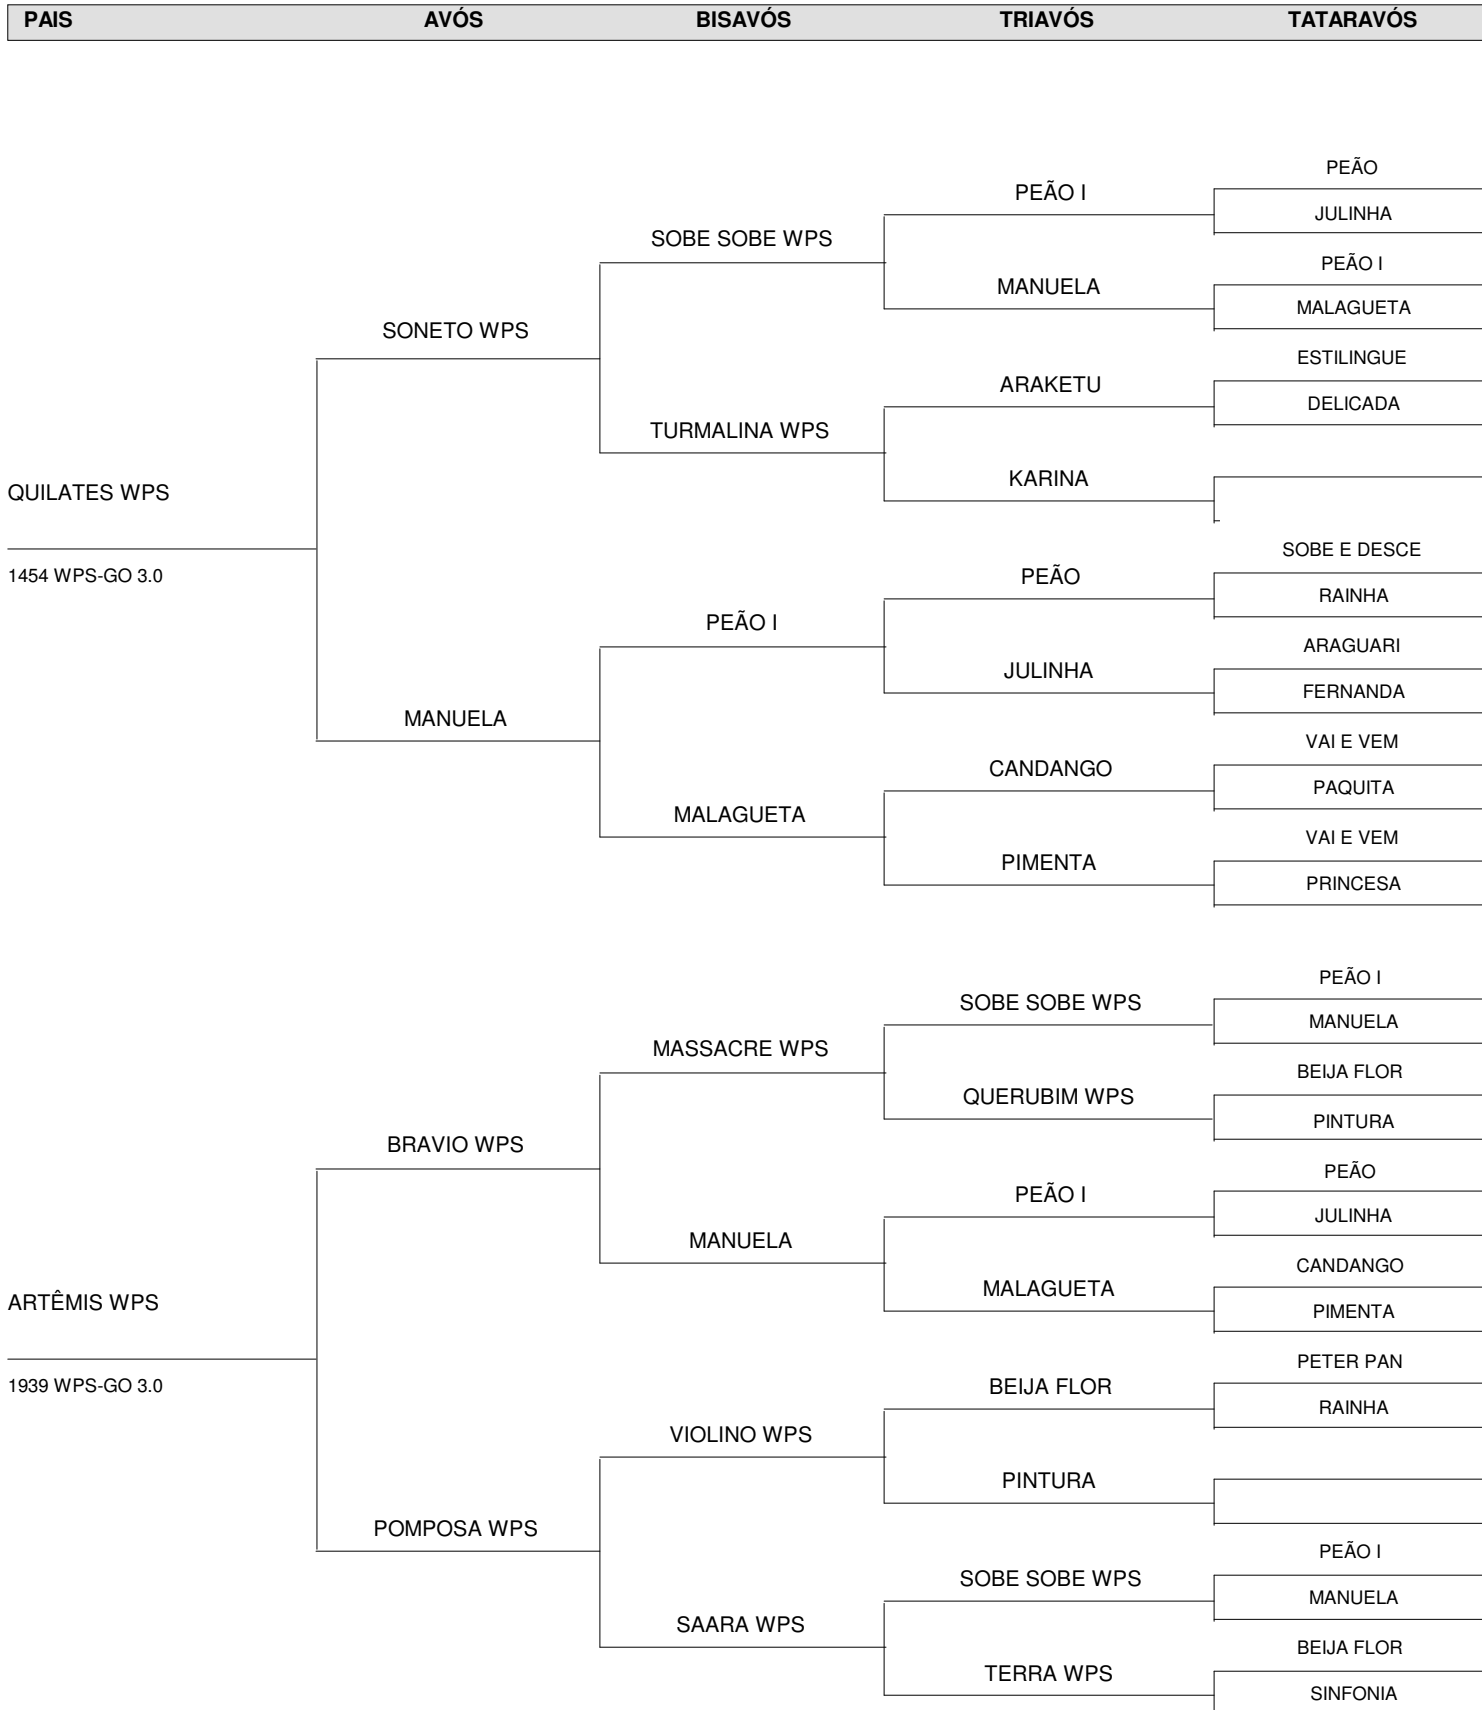 PAIS AVÓS BISAVÓS TRIAVÓS TATARAVÓS
PEÃO
PEÃO I
JULINHA
SOBE SOBE WPS
PEÃO I
MANUELA
MALAGUETA
SONETO WPS
ESTILINGUE
ARAKETU
DELICADA
TURMALINA WPS
KARINA
QUILATES WPS
SOBE E DESCE
1454 WPS-GO 3.0
PEÃO
RAINHA
PEÃO I
ARAGUARI
JULINHA
FERNANDA
MANUELA
VAI E VEM
CANDANGO
PAQUITA
MALAGUETA
VAI E VEM
PIMENTA
PRINCESA
PEÃO I
SOBE SOBE WPS
MANUELA
MASSACRE WPS
BEIJA FLOR
QUERUBIM WPS
PINTURA
BRAVIO WPS
PEÃO
PEÃO I
JULINHA
MANUELA
CANDANGO
MALAGUETA
ARTÊMIS WPS
PIMENTA
PETER PAN
1939 WPS-GO 3.0
BEIJA FLOR
RAINHA
VIOLINO WPS
PINTURA
POMPOSA WPS
PEÃO I
SOBE SOBE WPS
MANUELA
SAARA WPS
BEIJA FLOR
TERRA WPS
SINFONIA